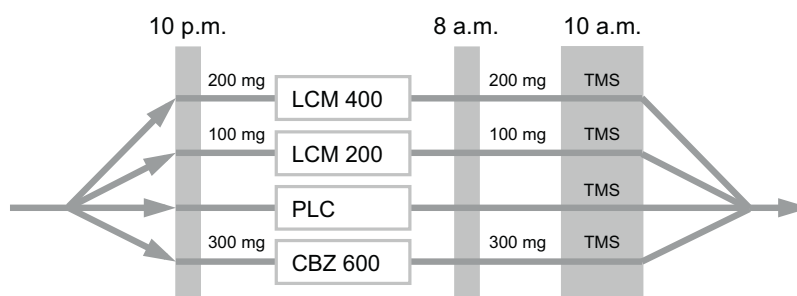 10 p.m. 8 a.m. 10 a.m.
200 mg LCM 400 200 mg TMS
100 mg LCM 200 100 mg TMS
PLC TMS
300 mg CBZ 600 300 mg TMS